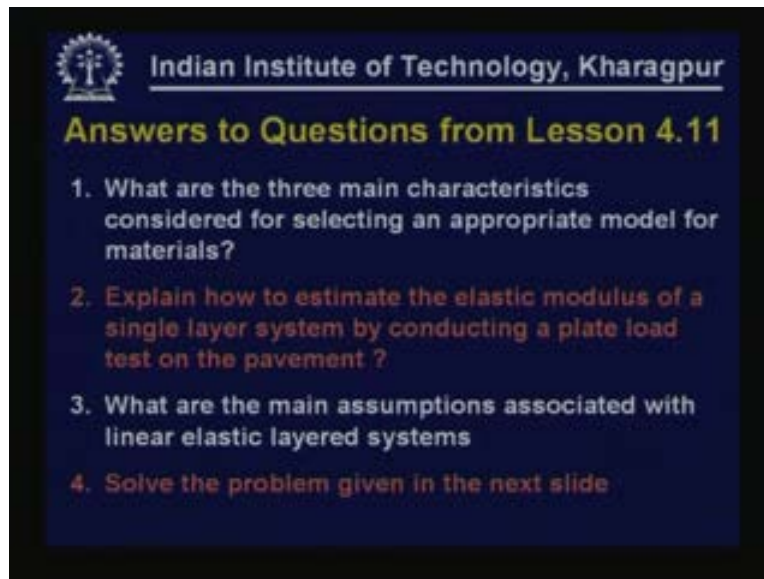 Indian Institute of Technology, Kharagpur
Answers to Questions from Lesson 4.11
1. What are the three main characteristics
considered for selecting an appropriate model for
materials?
2. Explain how to estimate the elastic modulus of a
single layer system by conducting a plate load
test on the pavement ?
3. What are the main assumptions associated with
linear elastic layered systems
4. Solve the problem given in the next slide